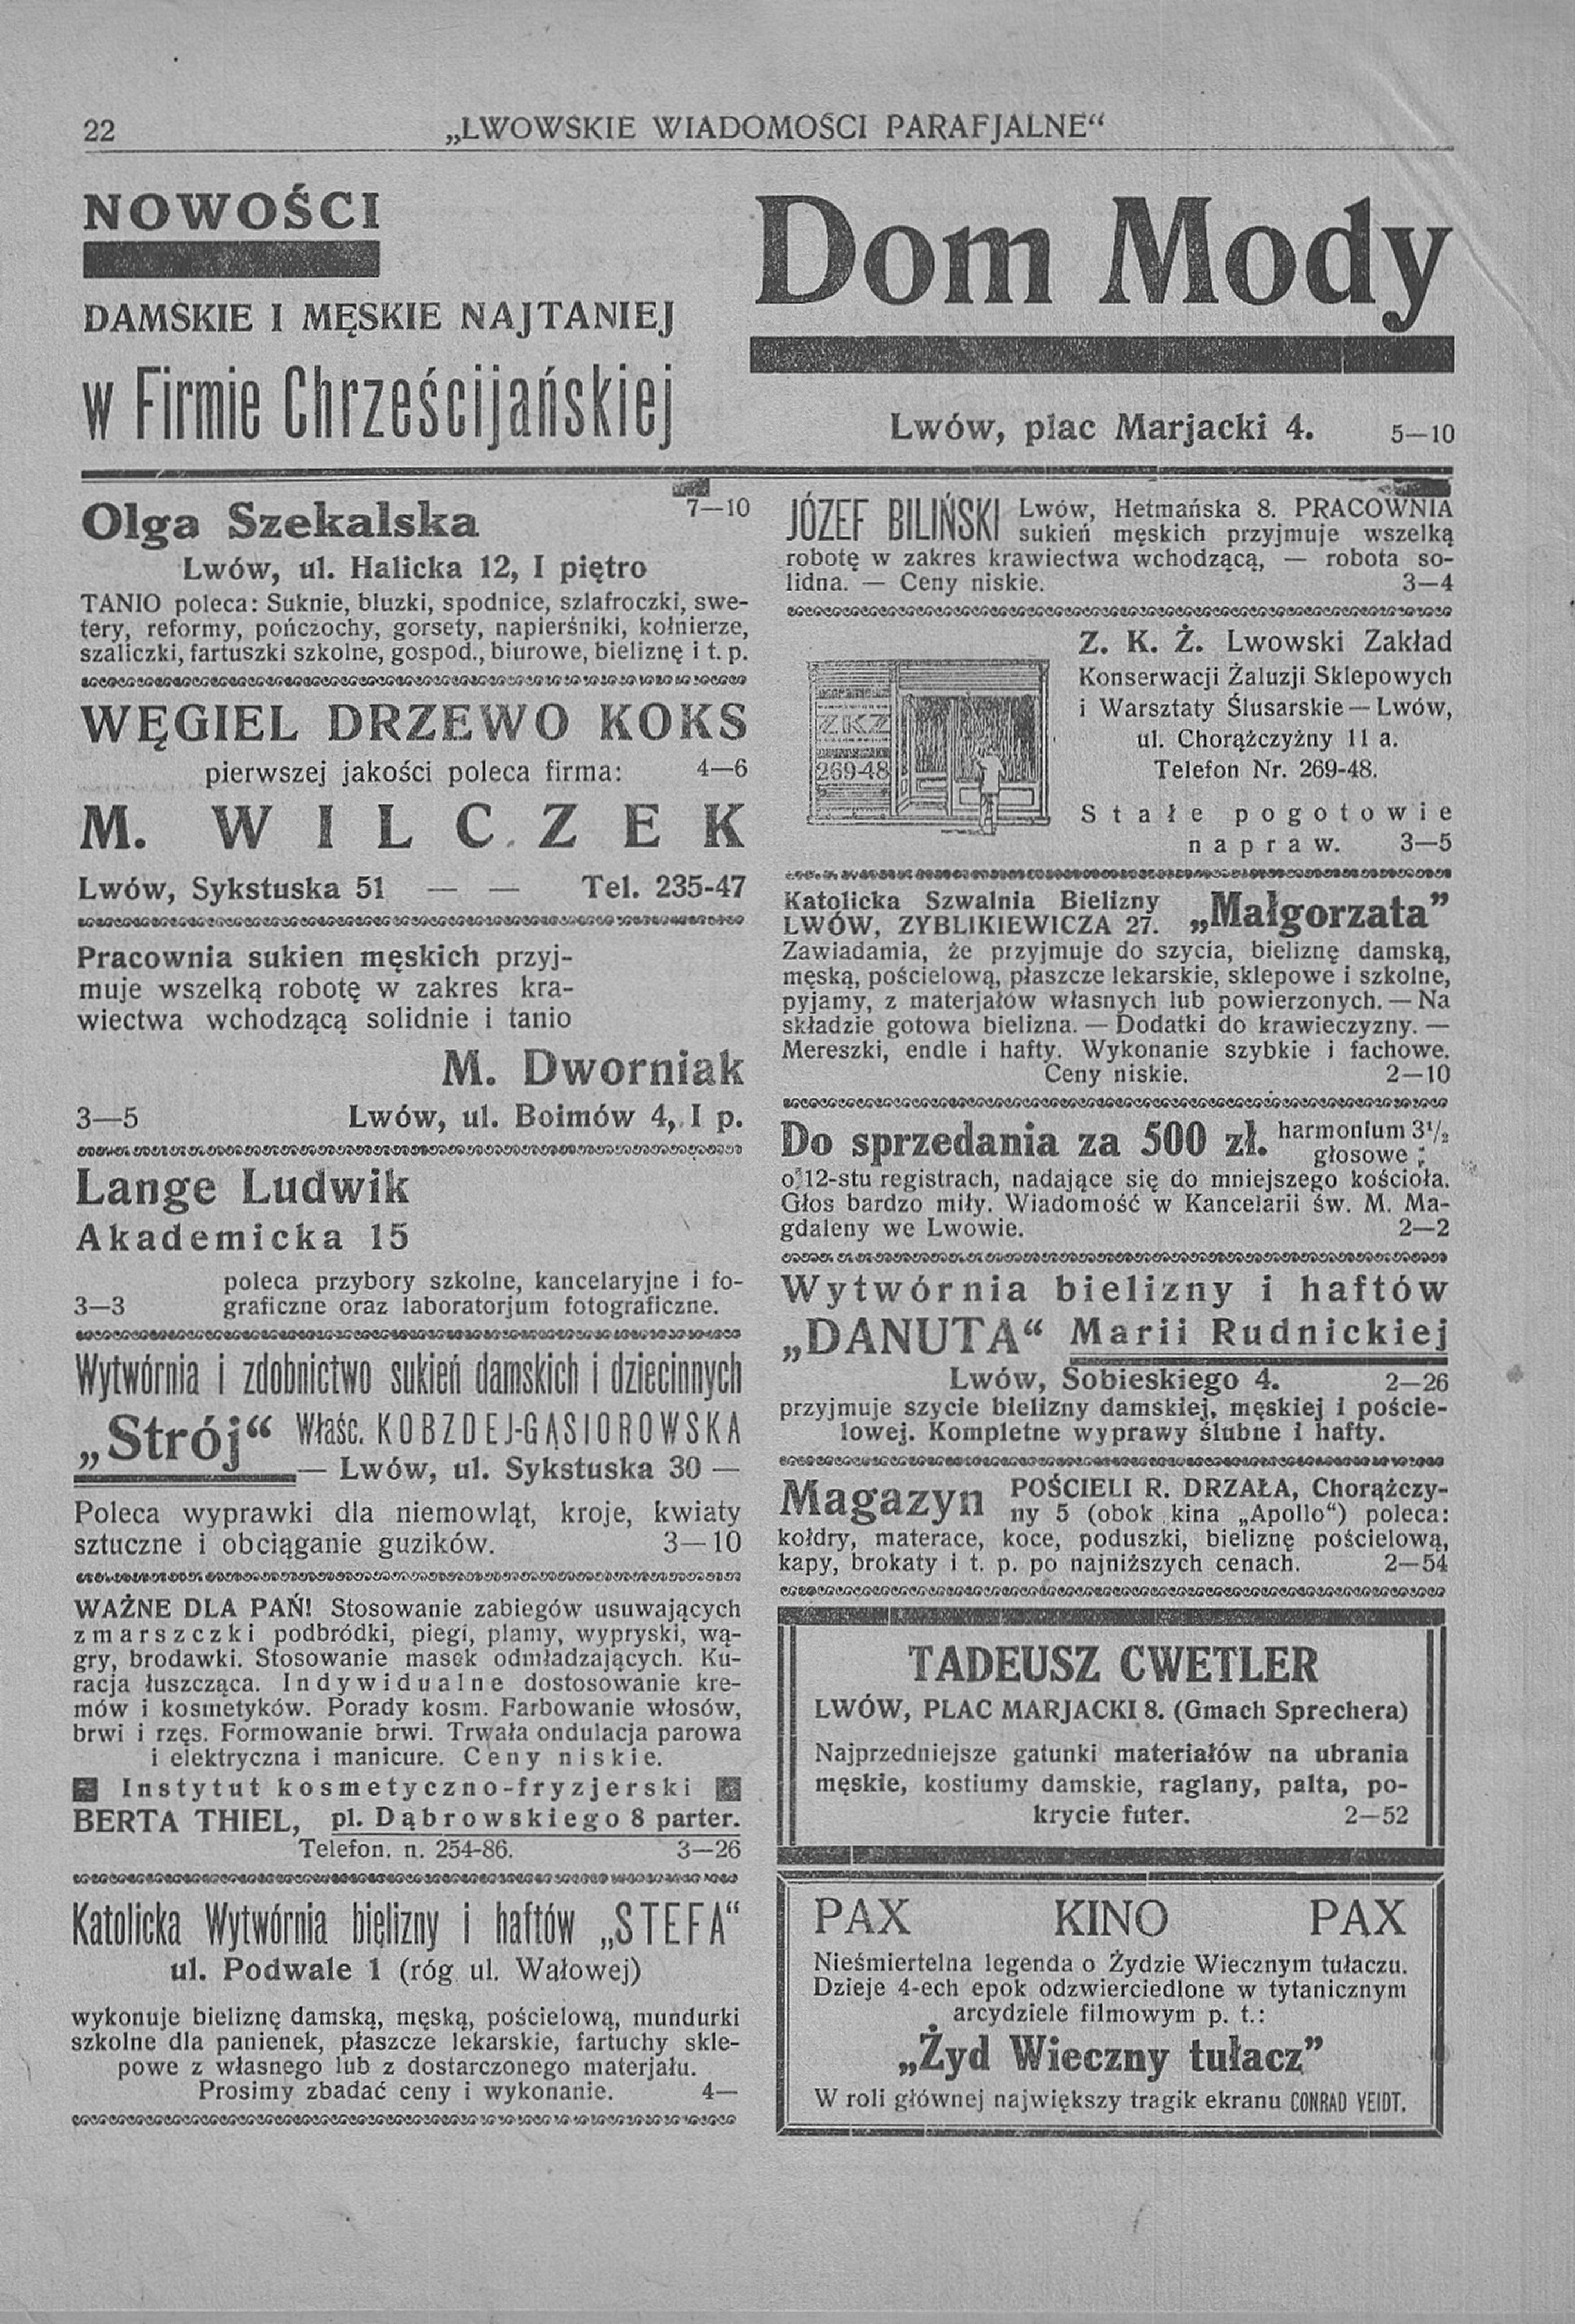 22
„LWOWSKIE WIADOMOŚCI PARAFJALNE“
NOWOŚCI
DAMSKIE I MĘSKIE NAJTANIEJ
w Firmie Chrześcijańskiej
Dom Mody
Lwów, plac Marjacki 4. 5—10
7—10
Olga Szekalska
Lwów, ul. Halicka 12, I piętro
TANIO poleca: Suknie, bluzki, spodnice, szlafroczki, swe-
tery, reformy, pończochy, gorsety, napierśniki, kołnierze,
szaliczki, fartuszki szkolne, gospod., biurowe, bieliznę i t. p.
WĘGIEL DRZEWO KOKS
pierwszej jakości poleca firma: 4—6
M. WILCZEK
Lwów, Sykstuska 51 — — Tel. 235-47
Pracownia sukien męskich przyj-
muje wszelką robotę w zakres kra-
wiectwa wchodzącą solidnie i tanio
M. Dworniak
3—5 Lwów, ul. Boimów 4, I p.
Lange Ludwik
Akademicka 15
poleca przybory szkolne, kancelaryjne i fo-
3—3 graficzne oraz laboratorjum fotograficzne.
Wytwórnia i zdobnictwo sukień damskich i dziecinnych
„Strój“ Właśc. KOBZDEJ-GĄSIOROWSKA
— Lwów, ul. Sykstuska 30 —
Poleca wyprawki dla niemowląt, kroje, kwiaty
sztuczne i obciąganie guzików. 3—10
WAŻNE DLA PAŃ! Stosowanie zabiegów usuwających
zmarszczki podbródki, piegi, plamy, wypryski, wą-
gry, brodawki. Stosowanie masek odmładzających. Ku-
racja łuszcząca. Indywidualne dostosowanie kre-
mów i kosmetyków. Porady kosm. Farbowanie włosów,
brwi i rzęs. Formowanie brwi. Trwała ondulacja parowa
i elektryczna i manicure. Ceny niskie.
Instytut kosmetyczno-fryzjerski
BERTA THIEL, pl. Dąbrowskiego 8 parter.
Telefon. n. 254-86. 3—26
Katolicka Wytwórnia bielizny i haftów „STEFA“
ul. Podwale 1 (róg ul. Wałowej)
wykonuje bieliznę damską, męską, pościelową, mundurki
szkolne dla panienek, płaszcze lekarskie, fartuchy skle-
powe z własnego lub z dostarczonego materjału.
Prosimy zbadać ceny i wykonanie. 4—
JÓZEF BILIŃSKI Lwów, Hetmańska 8. PRACOWNIA
sukień męskich przyjmuje wszelką
robotę w zakres krawiectwa wchodzącą, — robota so-
lidna. — Ceny niskie. 3—4
ZKZ
269-48
Z. K. Ż. Lwowski Zakład
Konserwacji Żaluzji Sklepowych
i Warsztaty Ślusarskie — Lwów,
ul. Chorążczyżny 11 a.
Telefon Nr. 269-48.
Stałe pogotowie
napraw. 3—5
Katolicka Szwalnia Bielizny
LWÓW, ZYBLIKIEWICZA 27. „Małgorzata”
Zawiadamia, że przyjmuje do szycia, bieliznę damską,
męską, pościelową, płaszcze lekarskie, sklepowe i szkolne,
pyjamy, z materjałów własnych lub powierzonych. — Na
składzie gotowa bielizna. — Dodatki do krawieczyzny. —
Mereszki, endle i hafty. Wykonanie szybkie i fachowe.
Ceny niskie. 2—10
Do sprzedania za 500 zł. harmonium 3½
głosowe ;
o 12-stu registrach, nadające się do mniejszego kościoła.
Głos bardzo miły. Wiadomość w Kancelarii św. M. Ma-
gdaleny we Lwowie. 2—2
Wytwórnia bielizny i haftów
„DANUTA“ Marii Rudnickiej
Lwów, Sobieskiego 4. 2—26
przyjmuje szycie bielizny damskiej, męskiej i poście-
lowej. Kompletne wyprawy ślubne i hafty.
Magazyn POŚCIELI R. DRZAŁA, Chorążczy-
ny 5 (obok kina „Apollo“) poleca:
kołdry, materace, koce, poduszki, bieliznę pościelową,
kapy, brokaty i t. p. po najniższych cenach. 2—54
TADEUSZ CWETLER
LWÓW, PLAC MARJACKI 8. (Gmach Sprechera)
Najprzedniejsze gatunki materiałów na ubrania
męskie, kostiumy damskie, raglany, palta, po-
krycie futer. 2—52
PAX KINO PAX
Nieśmiertelna legenda o Żydzie Wiecznym tułaczu.
Dzieje 4-ech epok odzwierciedlone w tytanicznym
arcydziele filmowym p. t.:
„Żyd Wieczny tułacz”
W roli głównej największy tragik ekranu CONRAD VEIDT.